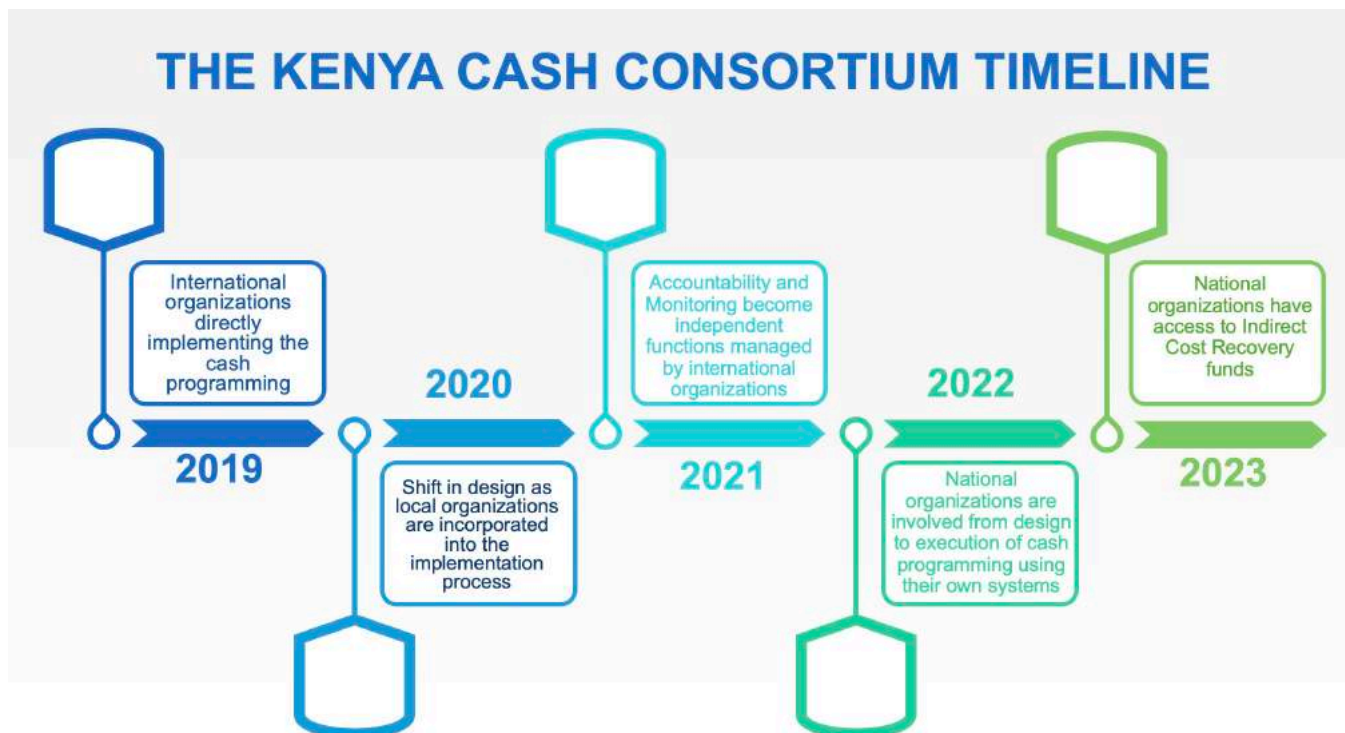 THE KENYA CASH CONSORTIUM TIMELINE
International
organizations
directly
implementing the
cash
programming
2019
2020
Shift in design as
local organizations
are incorporated
into the
implementation
process
Accountability and
Monitoring become
independent
functions managed
by international
organizations
2021
2022
National
organizations are
involved from design
to execution of cash
programming using
their own systems
National
organizations have
access to Indirect
Cost Recovery
funds
2023